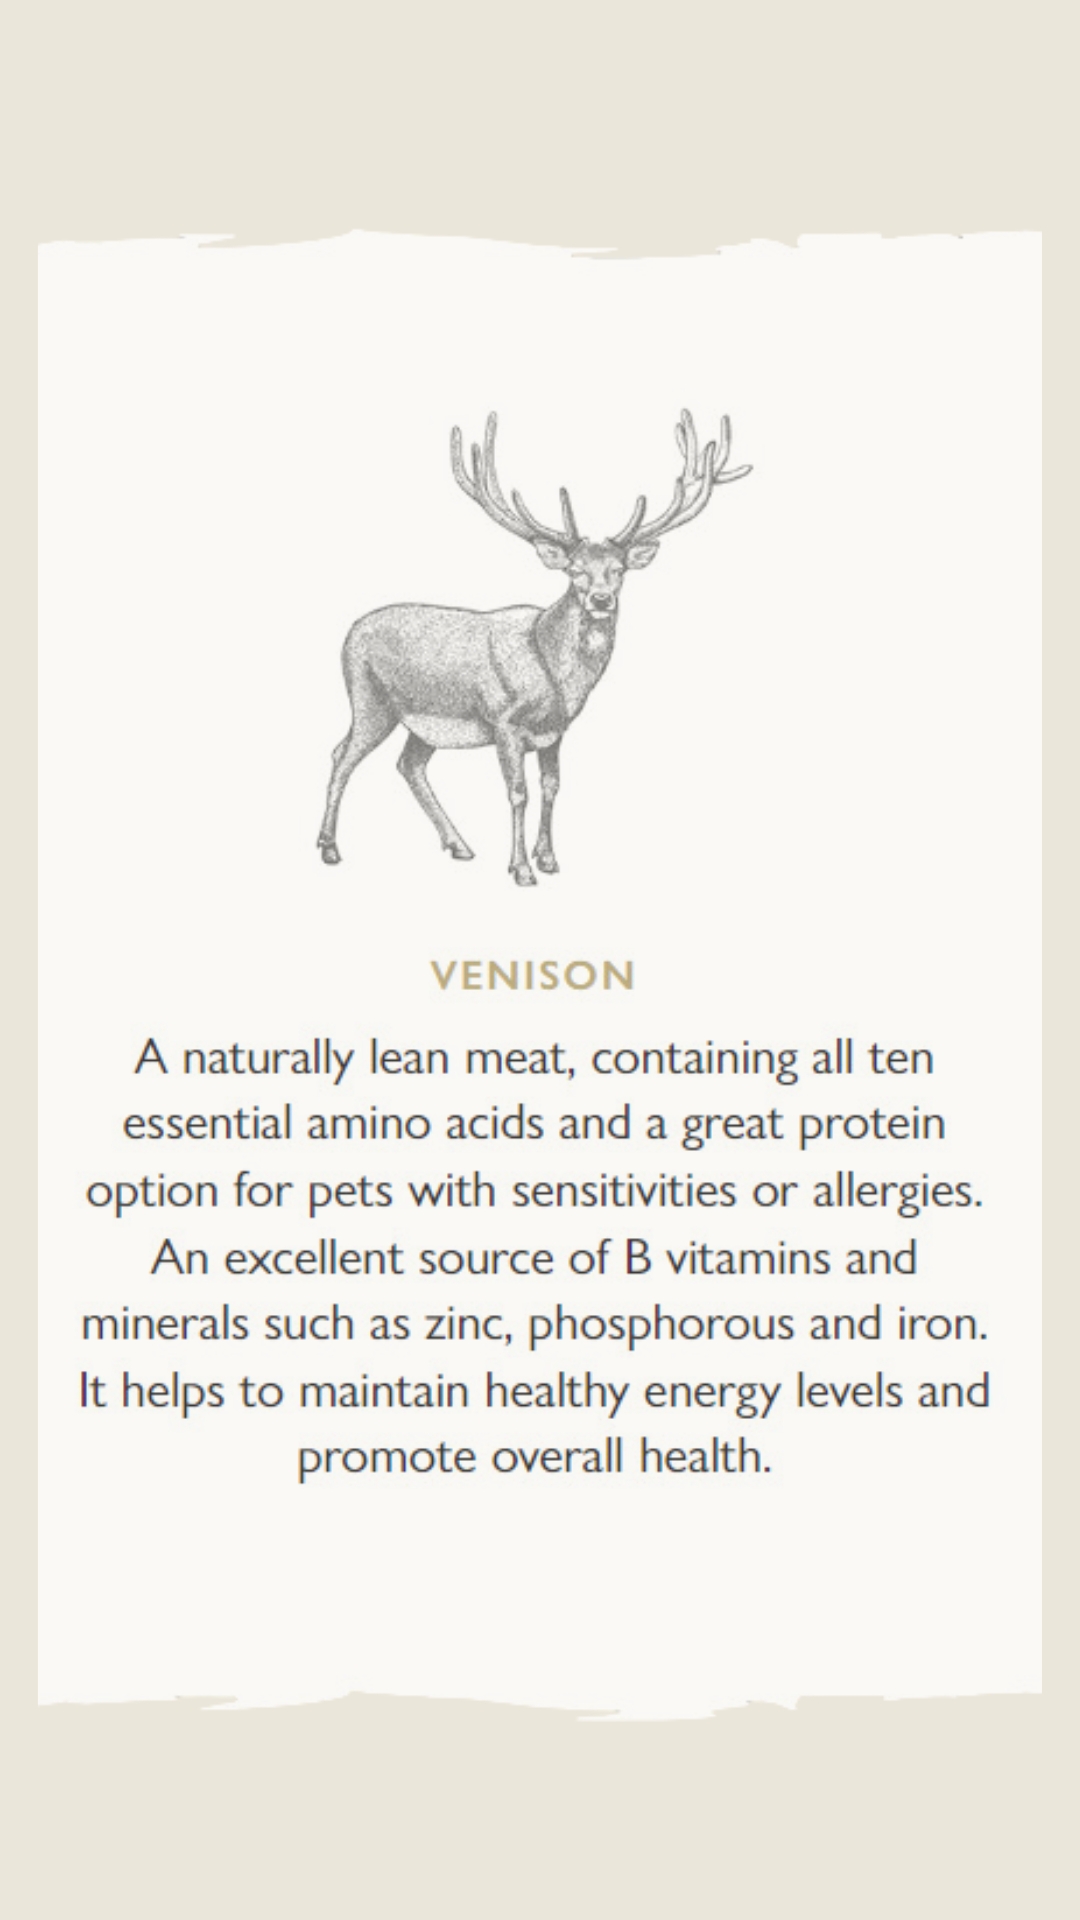 VENISON
A naturally lean meat, containing all ten
essential amino acids and a great protein
option for pets with sensitivities or allergies.
An excellent source of B vitamins and
minerals such as zinc, phosphorous and iron.
It helps to maintain healthy energy levels and
promote overall health.